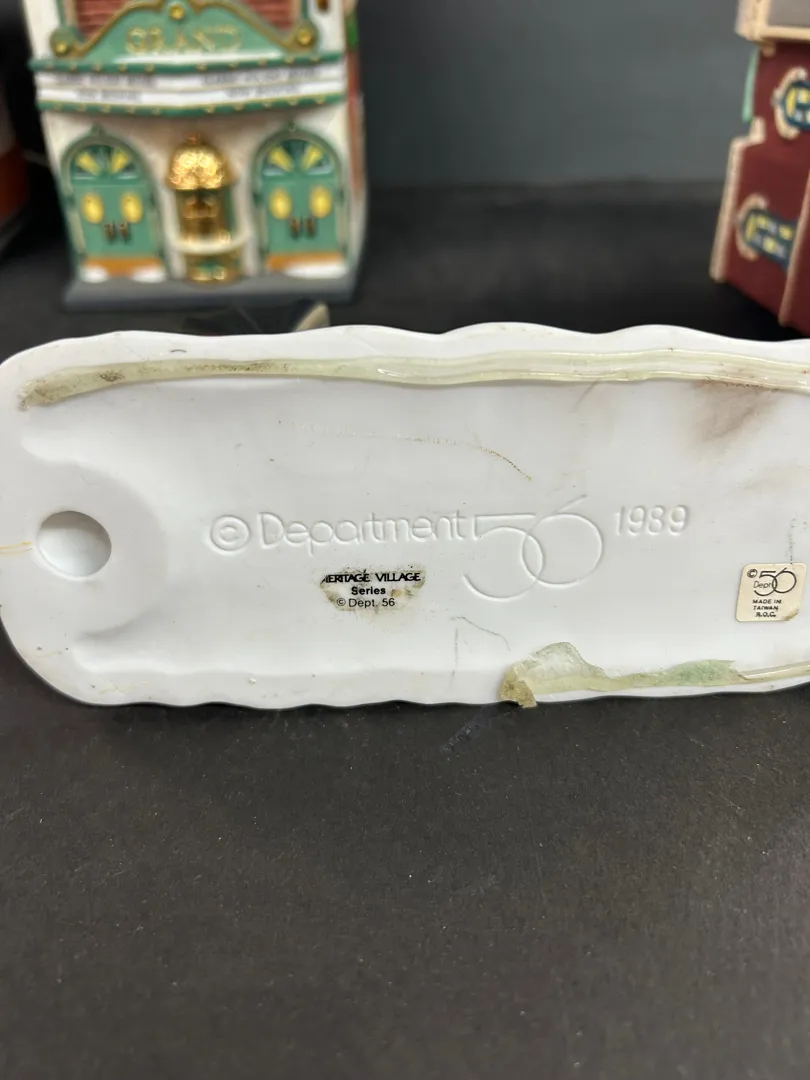 GRAND
© Department 56 1989
ERITAGE VILLAGE
Series
© Dept. 56
© 56
Dept.
MADE IN
TAIWAN
R.O.C.